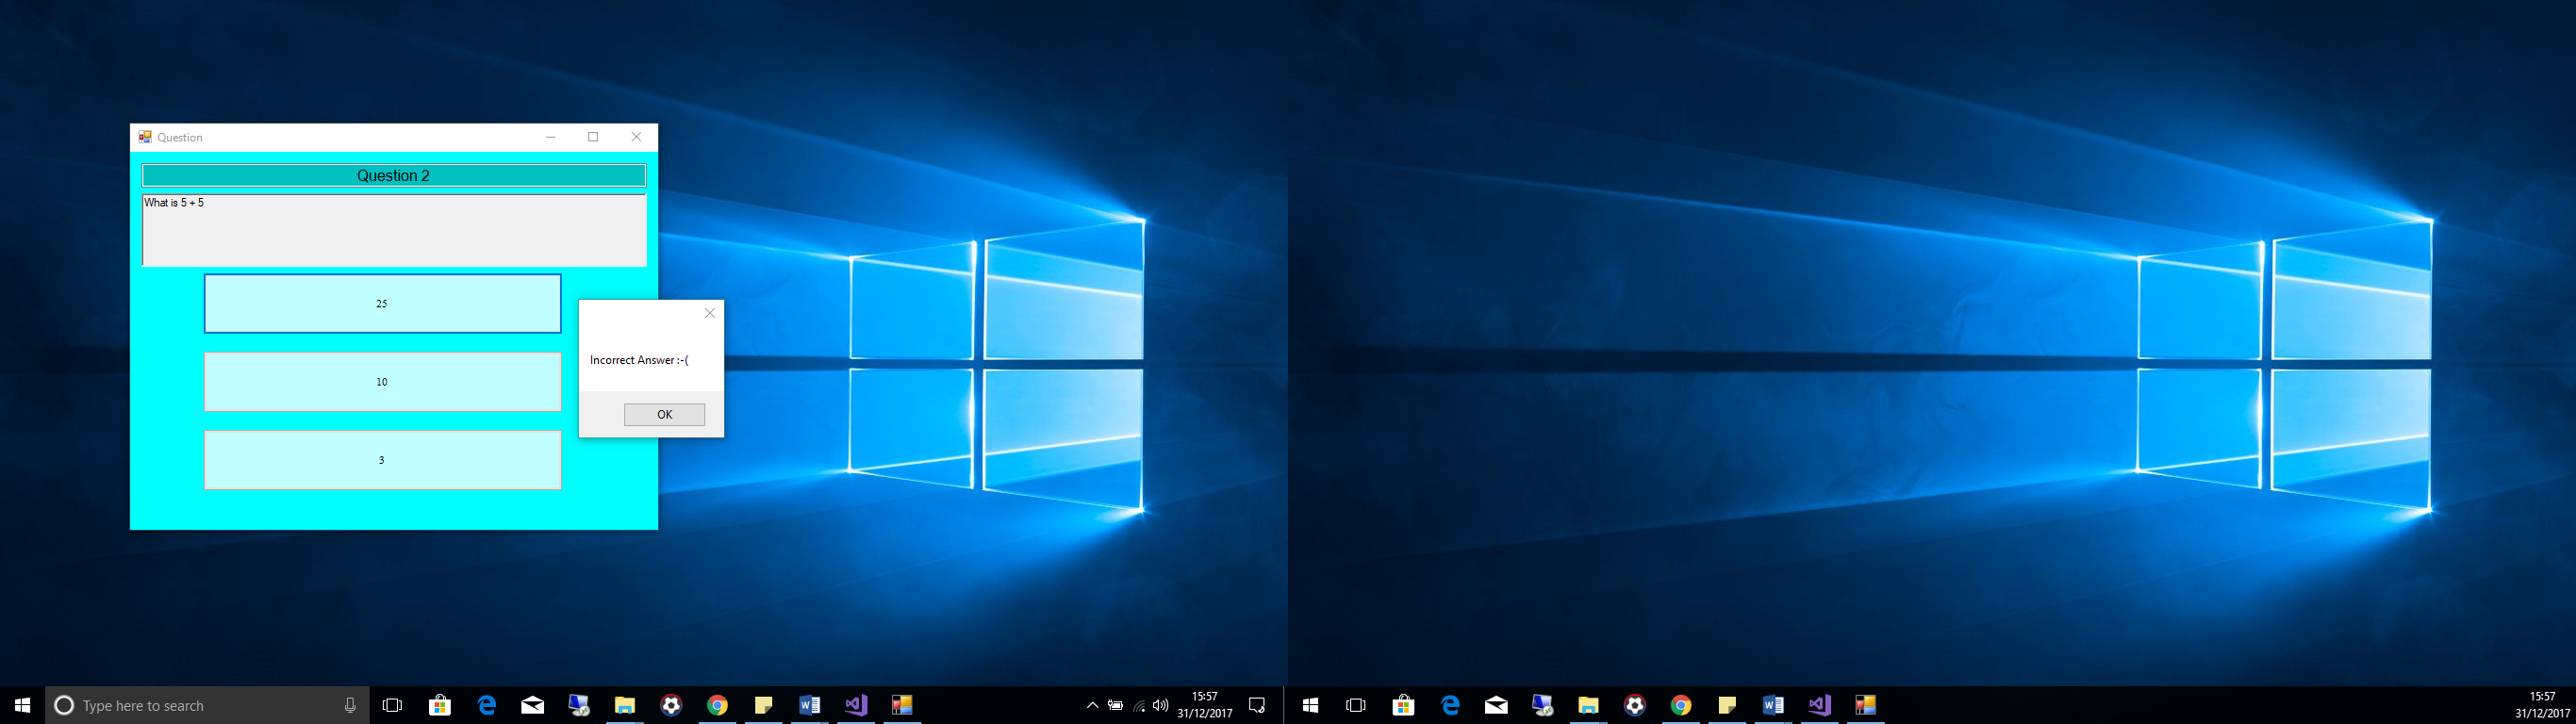 Question
Question 2
What is 5 + 5
25
10
3
Incorrect Answer :-(
OK
Type here to search
15:57
31/12/2017
15:57
31/12/2017